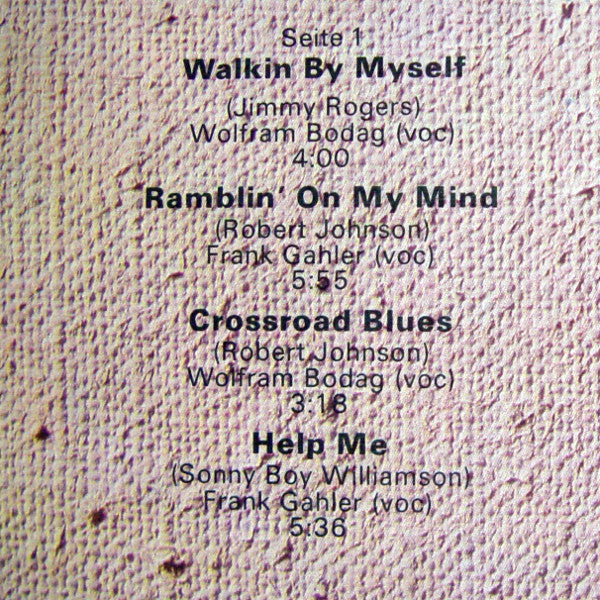 Seite 1
Walkin By Myself
(Jimmy Rogers)
Wolfram Bodag (voc)
4:00
Ramblin' On My Mind
(Robert Johnson)
Frank Gahler (voc)
5:55
Crossroad Blues
(Robert Johnson)
Wolfram Bodag (voc)
3:18
Help Me
(Sonny Boy Williamson)
Frank Gahler (voc)
5:36